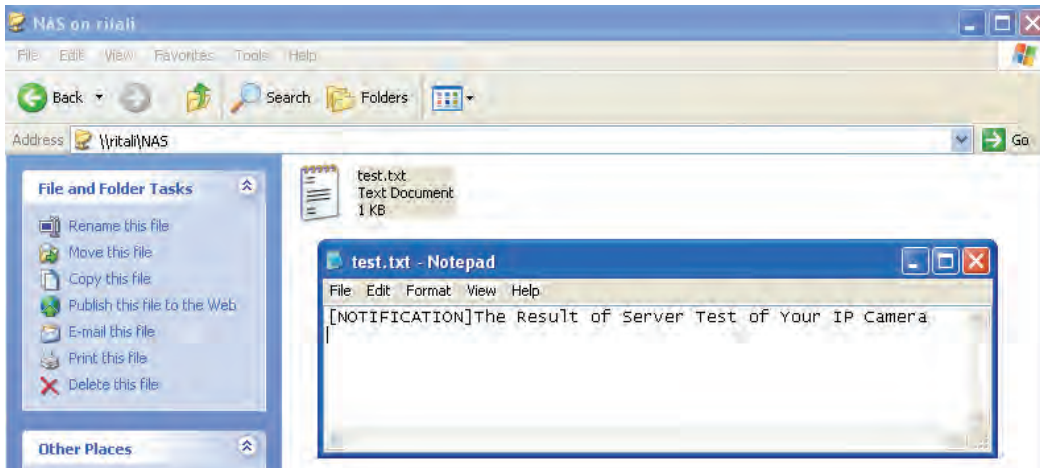 NAS on ritali
File Edit View Favorites Tools Help
Back Search Folders
Address \\ritali\NAS Go
File and Folder Tasks
Rename this file
Move this file
Copy this file
Publish this file to the Web
E-mail this file
Print this file
Delete this file
Other Places
test.txt
Text Document
1 KB
test.txt - Notepad
File Edit Format View Help
[NOTIFICATION]The Result of Server Test of Your IP Camera